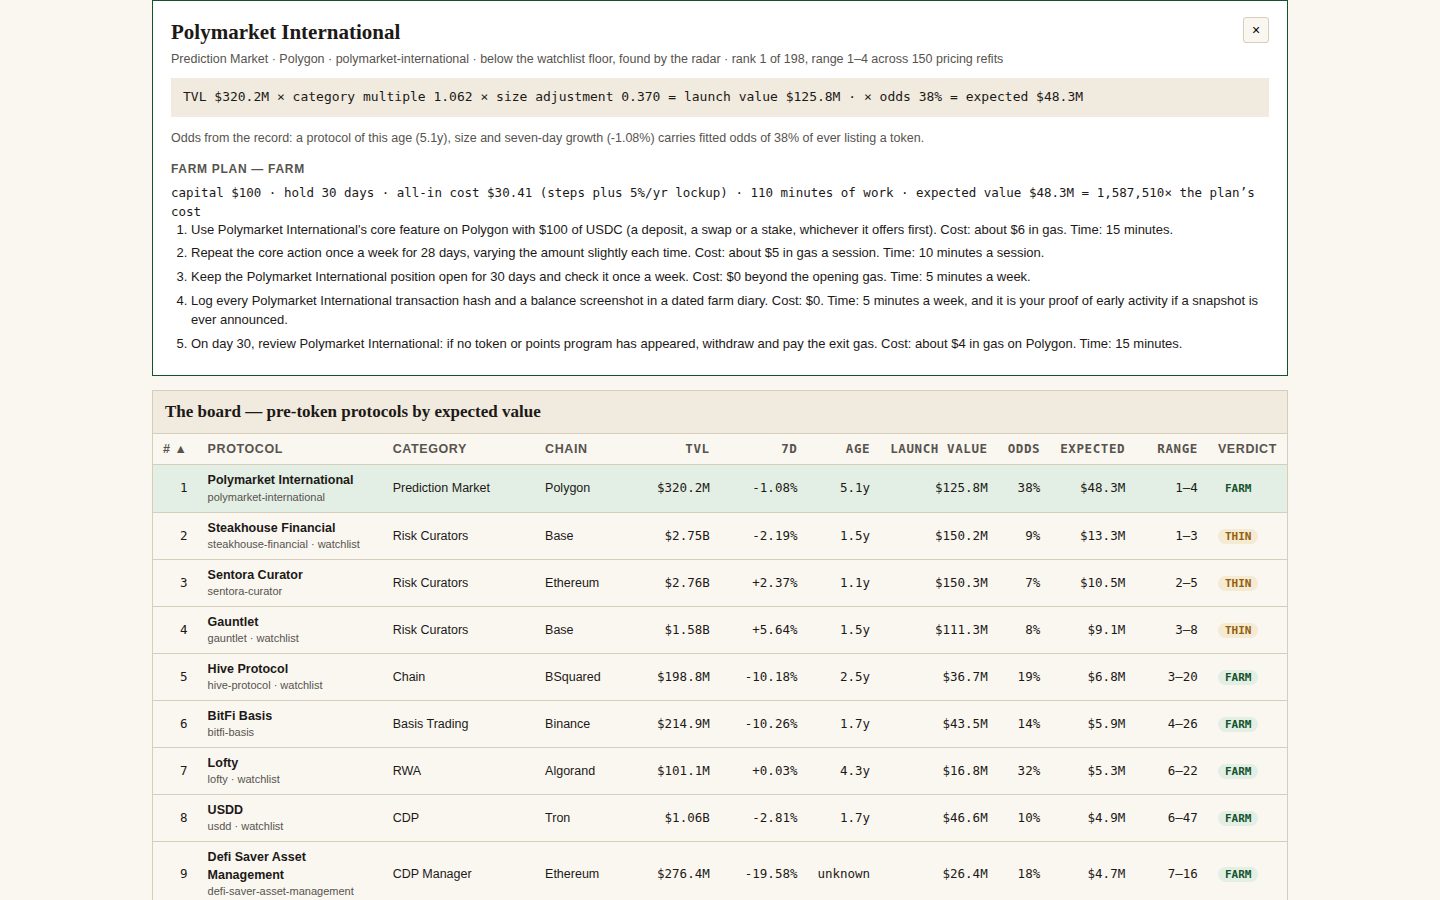 Polymarket International
×
Prediction Market · Polygon · polymarket-international · below the watchlist floor, found by the radar · rank 1 of 198, range 1–4 across 150 pricing refits
TVL $320.2M × category multiple 1.062 × size adjustment 0.370 = launch value $125.8M · × odds 38% = expected $48.3M
Odds from the record: a protocol of this age (5.1y), size and seven-day growth (-1.08%) carries fitted odds of 38% of ever listing a token.
FARM PLAN — FARM
capital $100 · hold 30 days · all-in cost $30.41 (steps plus 5%/yr lockup) · 110 minutes of work · expected value $48.3M = 1,587,510× the plan’s
cost
1. Use Polymarket International's core feature on Polygon with $100 of USDC (a deposit, a swap or a stake, whichever it offers first). Cost: about $6 in gas. Time: 15 minutes.
2. Repeat the core action once a week for 28 days, varying the amount slightly each time. Cost: about $5 in gas a session. Time: 10 minutes a session.
3. Keep the Polymarket International position open for 30 days and check it once a week. Cost: $0 beyond the opening gas. Time: 5 minutes a week.
4. Log every Polymarket International transaction hash and a balance screenshot in a dated farm diary. Cost: $0. Time: 5 minutes a week, and it is your proof of early activity if a snapshot is
ever announced.
5. On day 30, review Polymarket International: if no token or points program has appeared, withdraw and pay the exit gas. Cost: about $4 in gas on Polygon. Time: 15 minutes.
The board — pre-token protocols by expected value
# ▲ PROTOCOL CATEGORY CHAIN TVL 7D AGE LAUNCH VALUE ODDS EXPECTED RANGE VERDICT
1 Polymarket International Prediction Market Polygon $320.2M -1.08% 5.1y $125.8M 38% $48.3M 1–4 FARM
polymarket-international
2 Steakhouse Financial Risk Curators Base $2.75B -2.19% 1.5y $150.2M 9% $13.3M 1–3 THIN
steakhouse-financial · watchlist
3 Sentora Curator Risk Curators Ethereum $2.76B +2.37% 1.1y $150.3M 7% $10.5M 2–5 THIN
sentora-curator
4 Gauntlet Risk Curators Base $1.58B +5.64% 1.5y $111.3M 8% $9.1M 3–8 THIN
gauntlet · watchlist
5 Hive Protocol Chain BSquared $198.8M -10.18% 2.5y $36.7M 19% $6.8M 3–20 FARM
hive-protocol · watchlist
6 BitFi Basis Basis Trading Binance $214.9M -10.26% 1.7y $43.5M 14% $5.9M 4–26 FARM
bitfi-basis
7 Lofty RWA Algorand $101.1M +0.03% 4.3y $16.8M 32% $5.3M 6–22 FARM
lofty · watchlist
8 USDD CDP Tron $1.06B -2.81% 1.7y $46.6M 10% $4.9M 6–47 FARM
usdd · watchlist
9 Defi Saver Asset Management CDP Manager Ethereum $276.4M -19.58% unknown $26.4M 18% $4.7M 7–16 FARM
defi-saver-asset-management